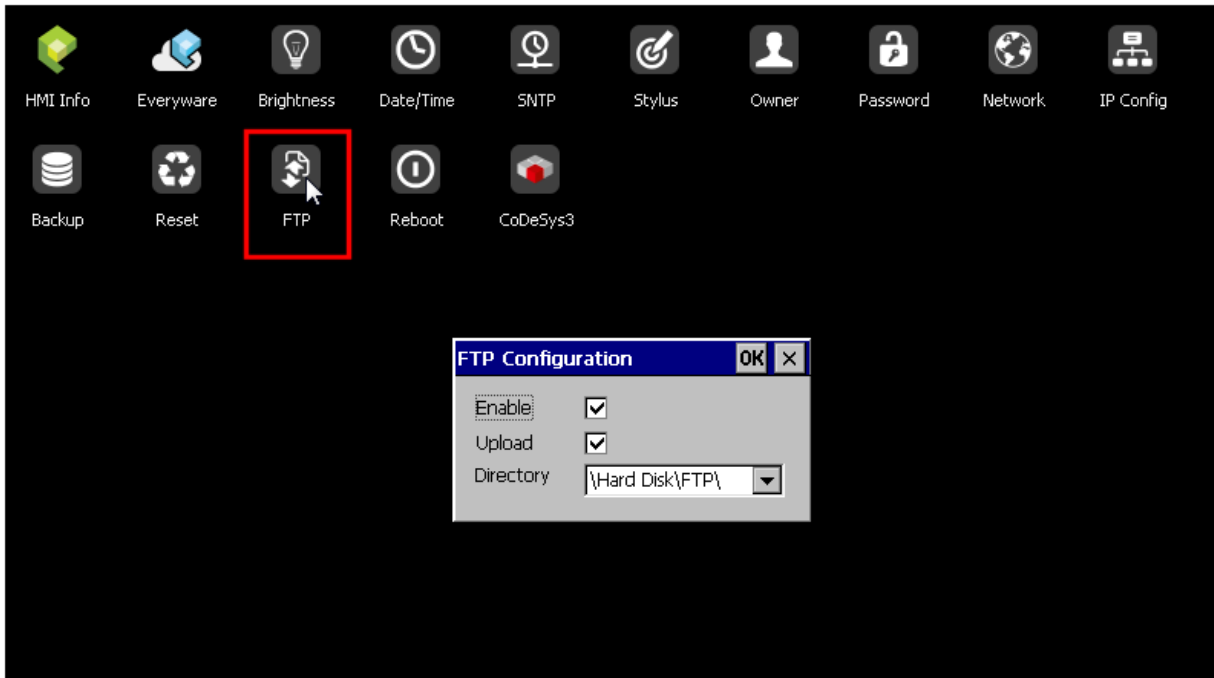 HMI Info Everyware Brightness Date/Time SNTP Stylus Owner Password Network IP Config
Backup Reset FTP Reboot CoDeSys3
FTP Configuration OK
Enable
Upload
Directory \Hard Disk\FTP\